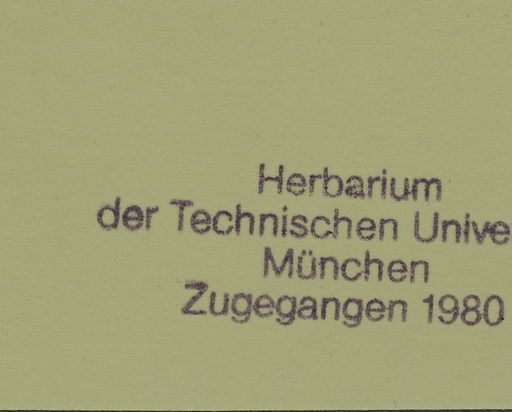 Herbarium
der Technischen Unive
München
Zugegangen 1980